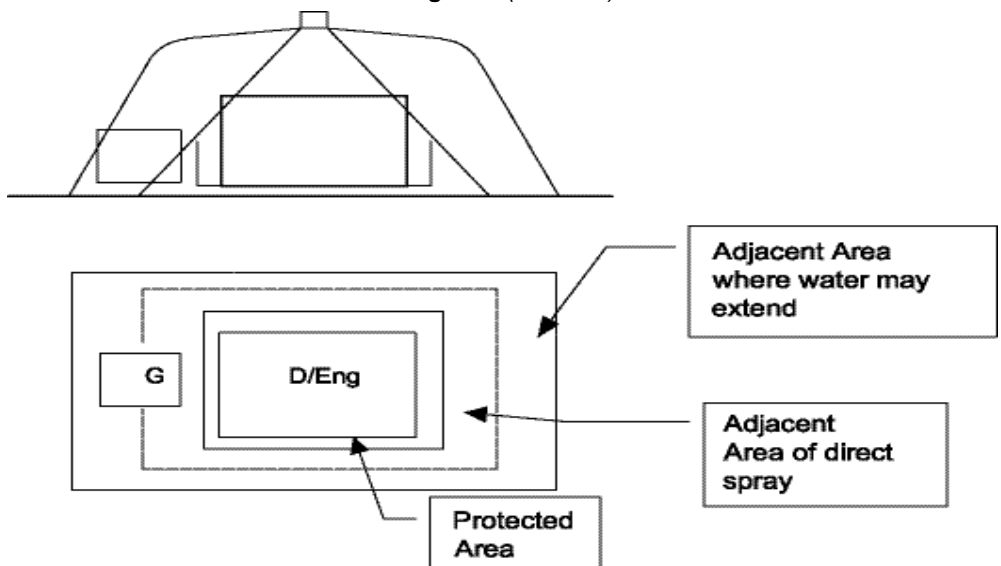 Adjacent Area
where water may
extend
G
D/Eng
Adjacent
Area of direct
spray
Protected
Area